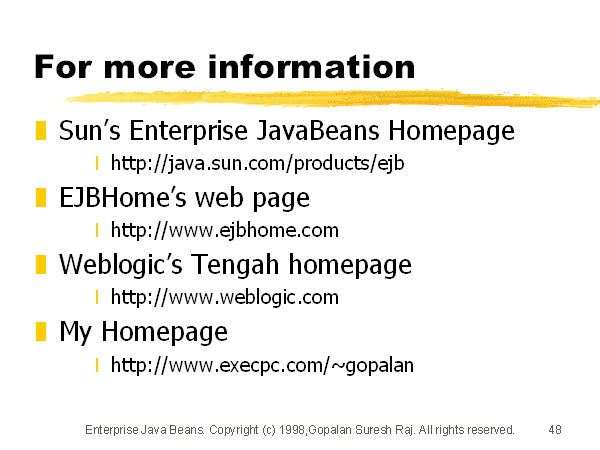 For more information
Sun's Enterprise JavaBeans Homepage
http://java.sun.com/products/ejb
EJBHome's web page
http://www.ejbhome.com
Weblogic's Tengah homepage
http://www.weblogic.com
My Homepage
http://www.execpc.com/~gopalan
Enterprise Java Beans. Copyright (c) 1998,Gopalan Suresh Raj. All rights reserved. 48